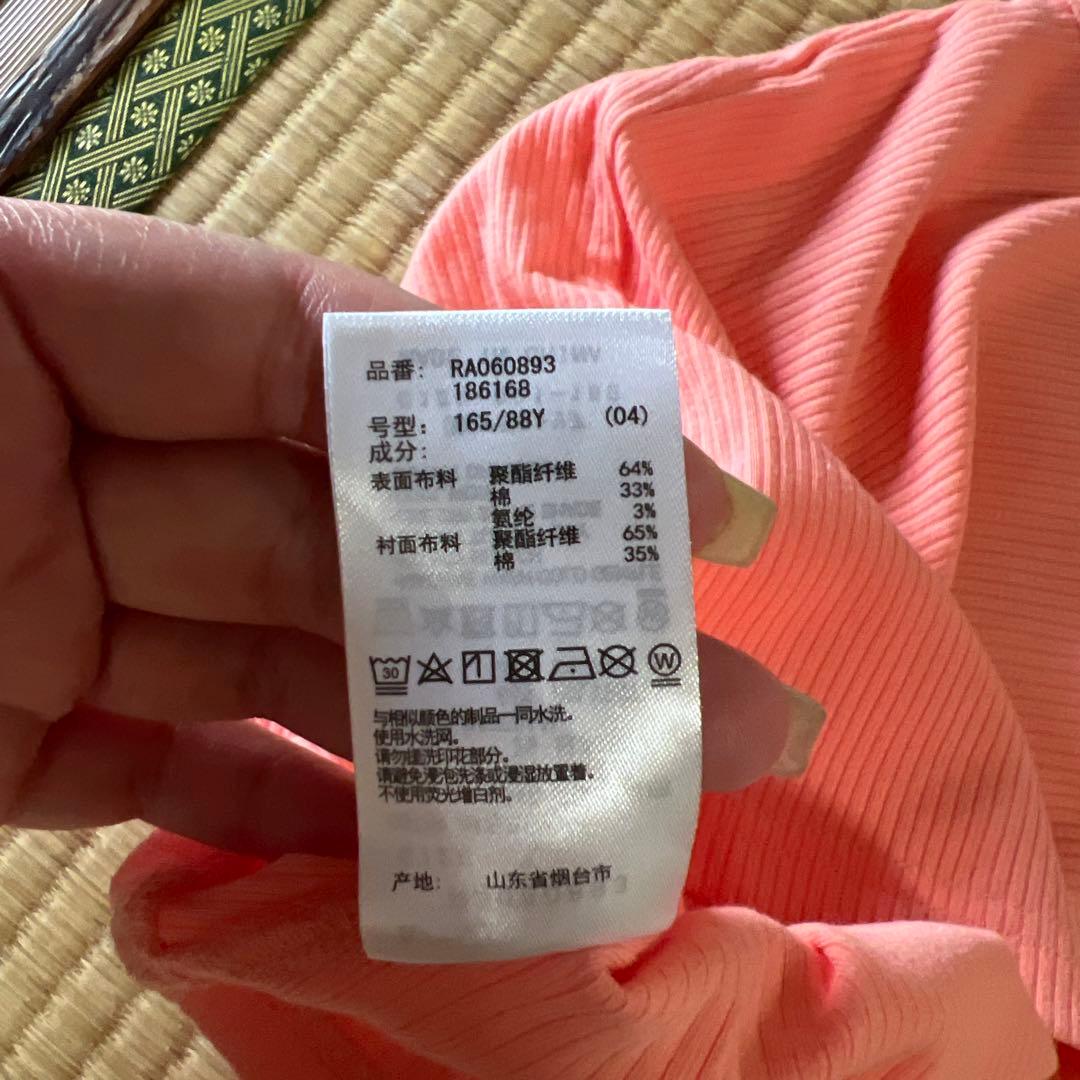 品番: RA060893
186168
号型: 165/88Y (04)
成分:
表面布料 聚酯纤维 64%
棉 33%
氨纶 3%
衬面布料 聚酯纤维 65%
棉 35%
30 W
与相似颜色的制品一同水洗。
使用水洗网。
请勿搓洗印花部分。
请避免浸泡洗涤或浸湿放置着。
不使用荧光增白剂。
产地: 山东省烟台市